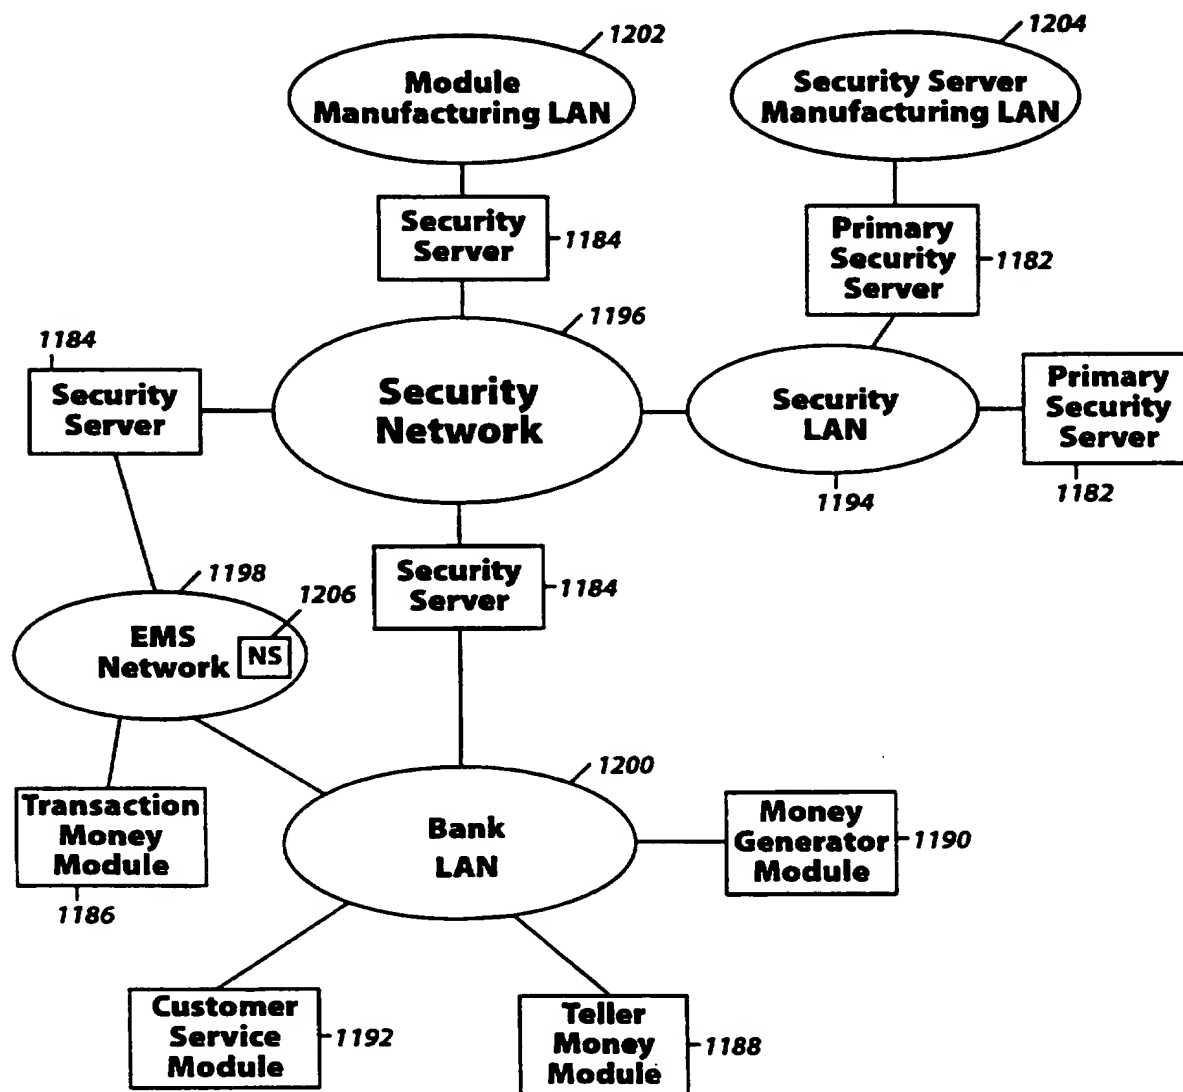 1202
1204
Module
Manufacturing LAN
Security Server
Manufacturing LAN
Security
Server
1184
Primary
Security
Server
1182
1196
1184
Security
Server
Security
Network
Security
LAN
1194
Primary
Security
Server
1182
Security
Server
1184
1198
1206
EMS
Network
NS
1200
Transaction
Money
Module
1186
Bank
LAN
Money
Generator
Module
1190
Customer
Service
Module
1192
Teller
Money
Module
1188